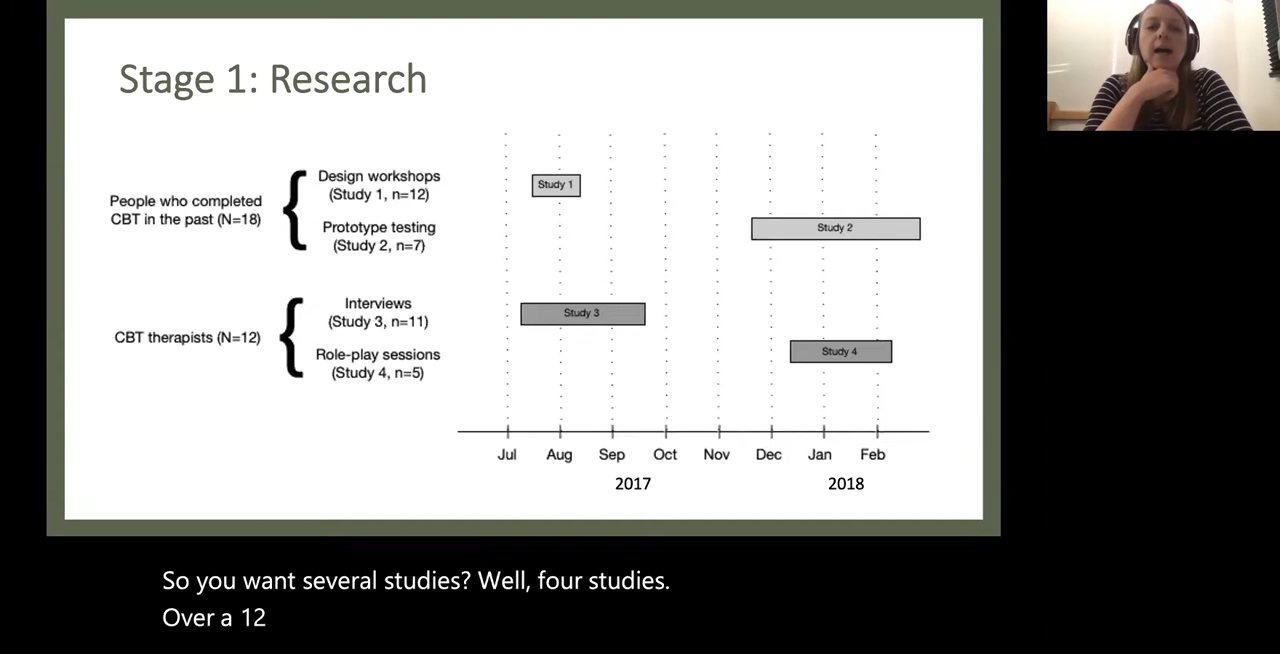 Stage 1: Research
People who completed
CBT in the past (N=18)
Design workshops
(Study 1, n=12)
Prototype testing
(Study 2, n=7)
CBT therapists (N=12)
Interviews
(Study 3, n=11)
Role-play sessions
(Study 4, n=5)
Study 1
Study 2
Study 3
Study 4
Jul Aug Sep Oct Nov Dec Jan Feb
2017 2018
So you want several studies? Well, four studies.
Over a 12